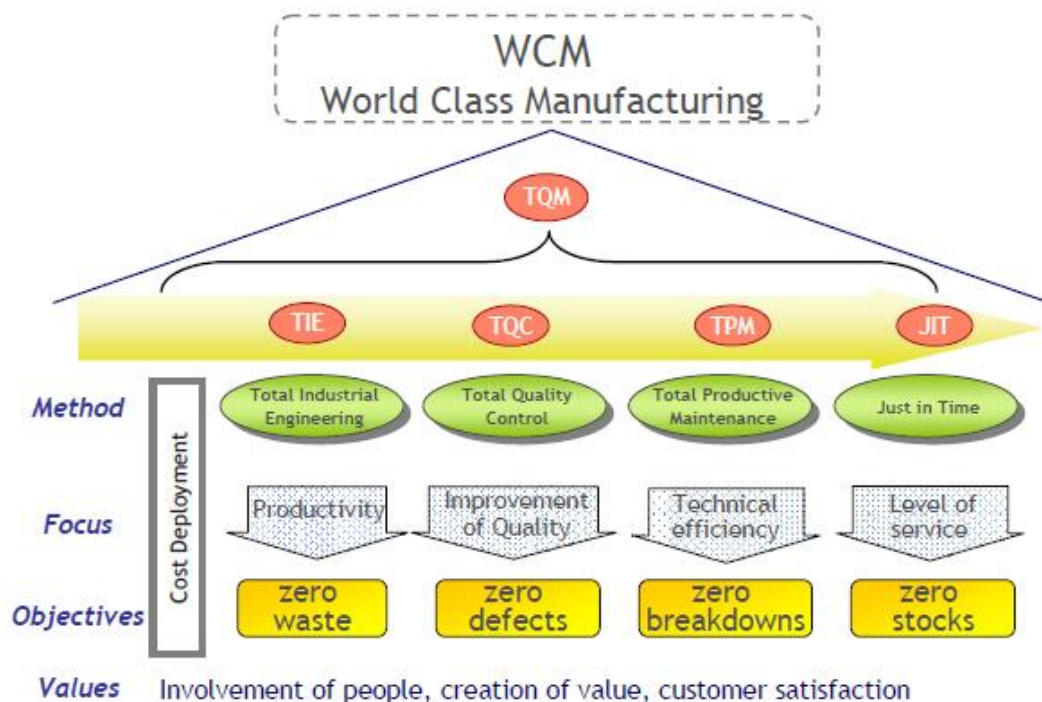 WCM
World Class Manufacturing
TQM
TIE
TQC
TPM
JIT
Method
Total Industrial
Engineering
Total Quality
Control
Total Productive
Maintenance
Just in Time
Cost Deployment
Focus
Productivity
Improvement
of Quality
Technical
efficiency
Level of
service
Objectives
zero
waste
zero
defects
zero
breakdowns
zero
stocks
Values
Involvement of people, creation of value, customer satisfaction